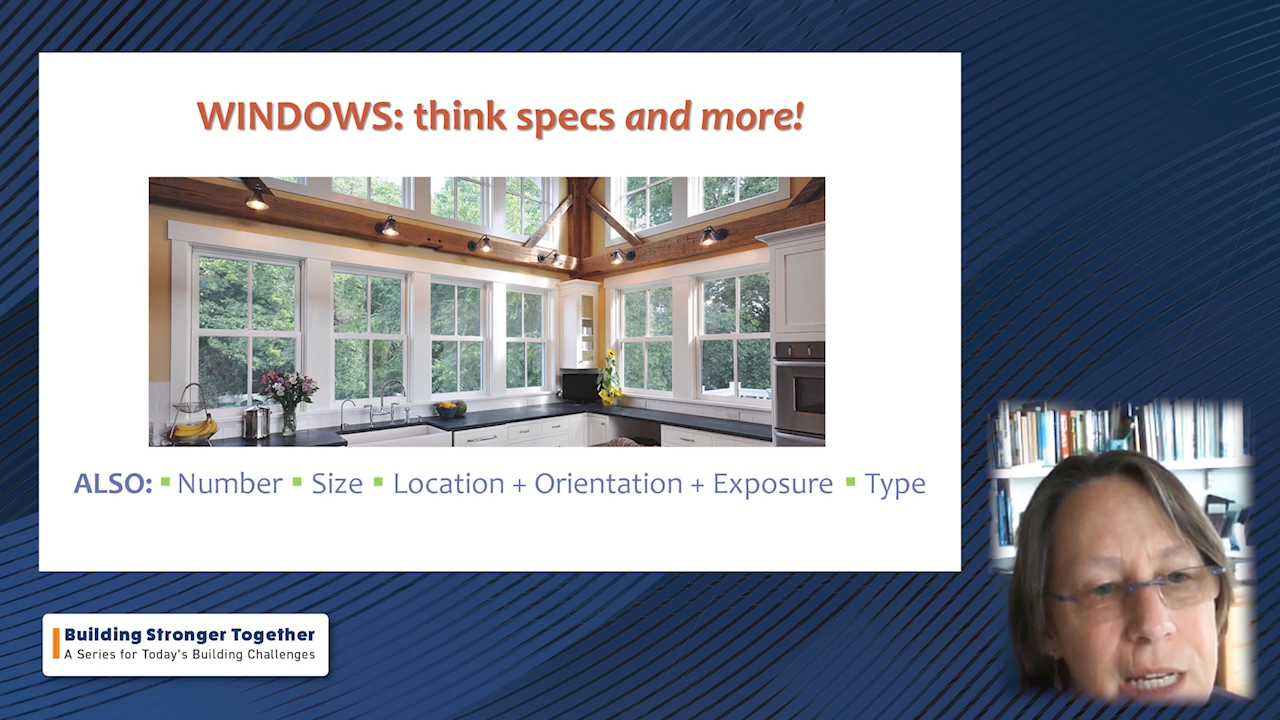 WINDOWS: think specs and more!
ALSO: ▪ Number ▪ Size ▪ Location + Orientation + Exposure ▪ Type
Building Stronger Together
A Series for Today's Building Challenges